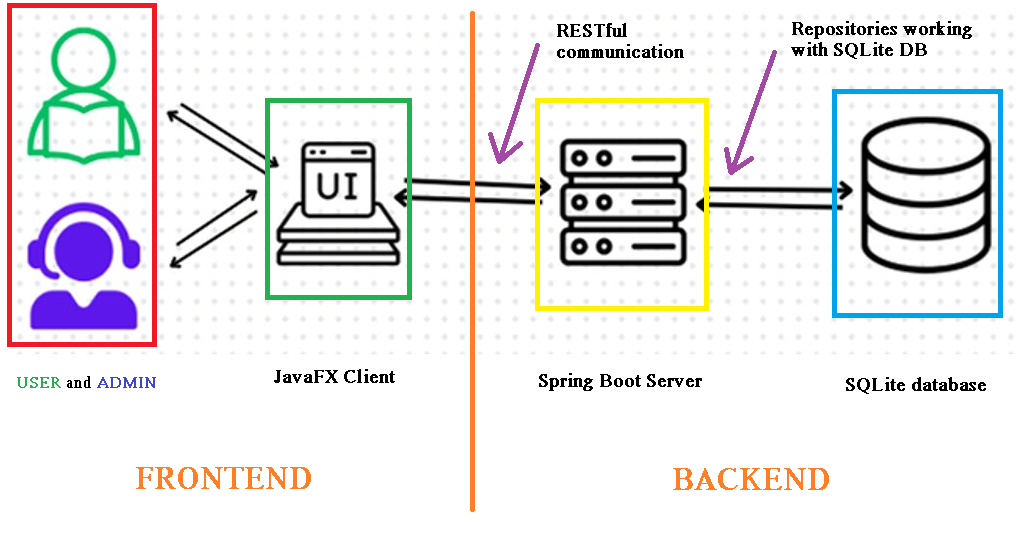 RESTful
communication
Repositories working
with SQLite DB
UI
USER and ADMIN
JavaFX Client
Spring Boot Server
SQLite database
FRONTEND
BACKEND